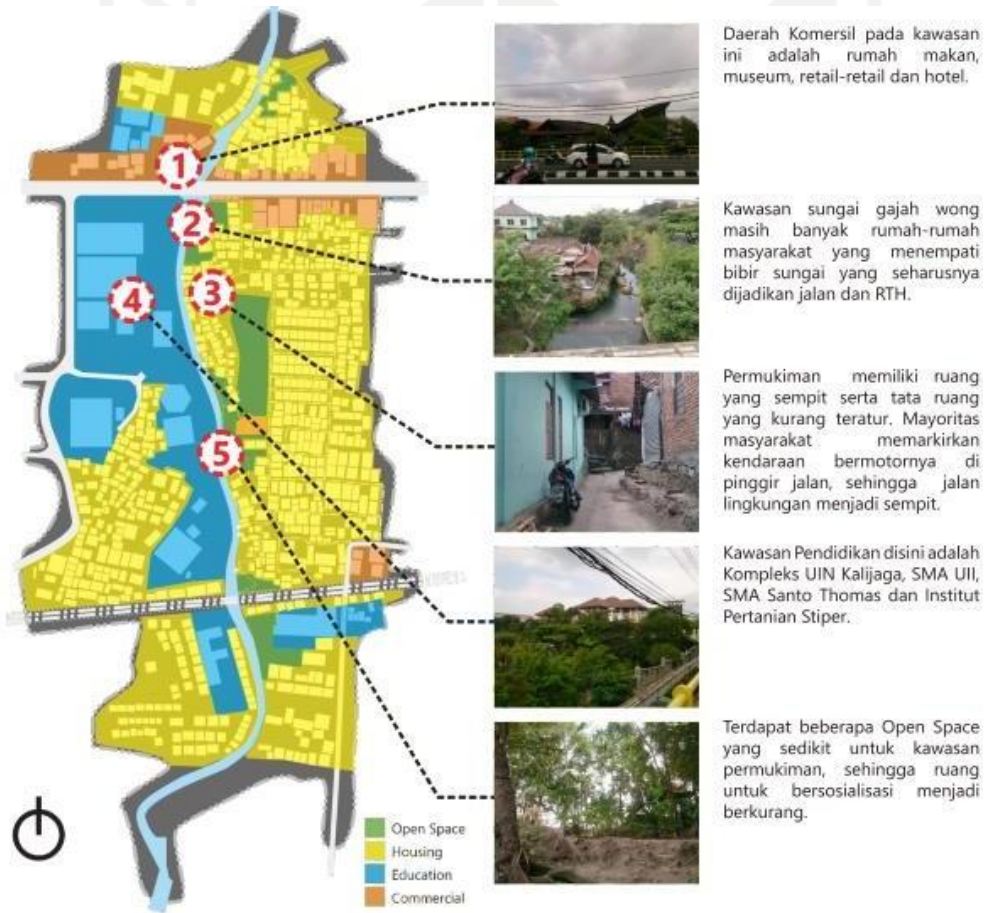 Daerah Komersil pada kawasan
ini adalah rumah makan,
museum, retail-retail dan hotel.
Kawasan sungai gajah wong
masih banyak rumah-rumah
masyarakat yang menempati
bibir sungai yang seharusnya
dijadikan jalan dan RTH.
Permukiman memiliki ruang
yang sempit serta tata ruang
yang kurang teratur. Mayoritas
masyarakat memarkirkan
kendaraan bermotornya di
pinggir jalan, sehingga jalan
lingkungan menjadi sempit.
Kawasan Pendidikan disini adalah
Kompleks UIN Kalijaga, SMA UII,
SMA Santo Thomas dan Institut
Pertanian Stiper.
Terdapat beberapa Open Space
yang sedikit untuk kawasan
permukiman, sehingga ruang
untuk bersosialisasi menjadi
berkurang.
1
2
3
4
5
Open Space
Housing
Education
Commercial